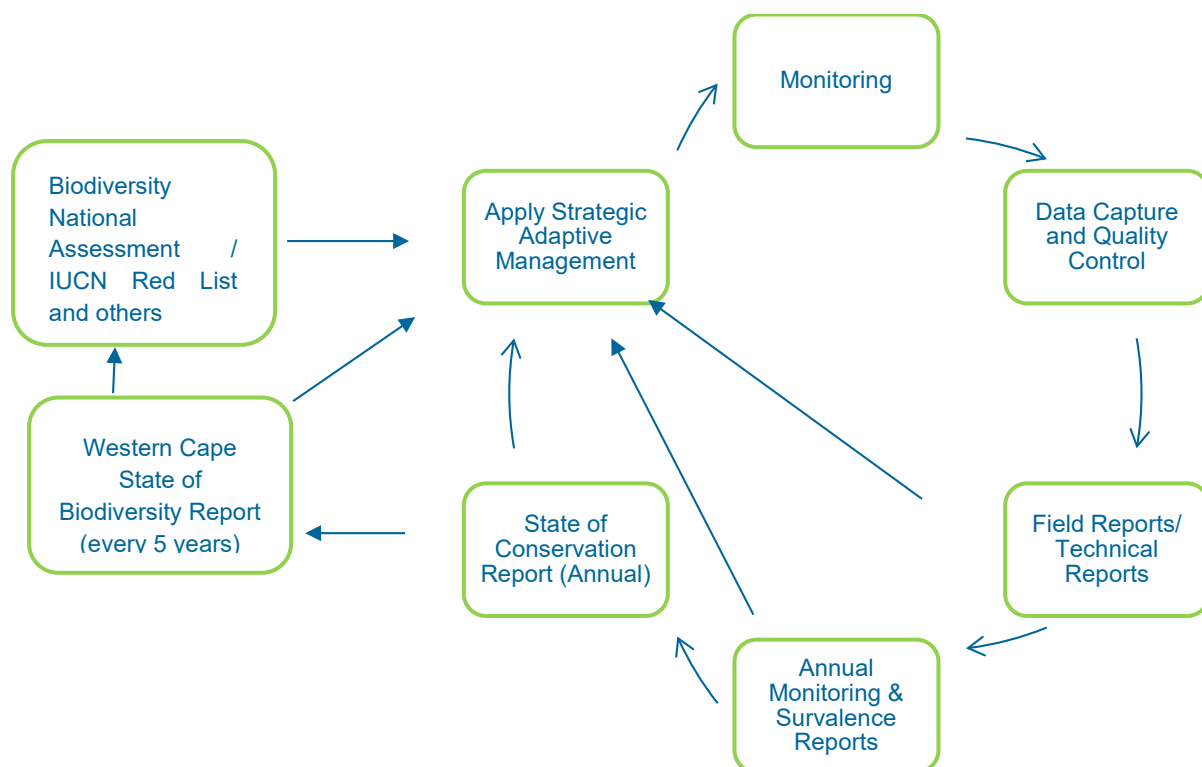 Monitoring
Biodiversity
National
Assessment /
IUCN Red List
and others
Apply Strategic
Adaptive
Management
Data Capture
and Quality
Control
Western Cape
State of
Biodiversity Report
(every 5 years)
State of
Conservation
Report (Annual)
Field Reports/
Technical
Reports
Annual
Monitoring &
Survalence
Reports